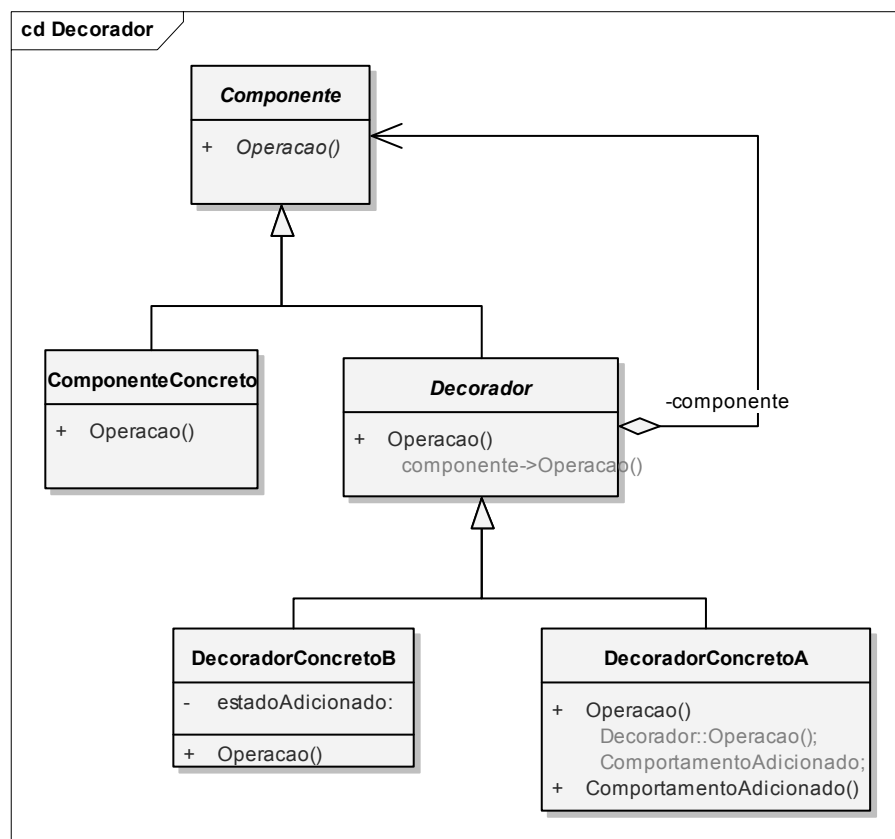 cd Decorador
Componente
+ Operacao()
ComponenteConcreto
+ Operacao()
Decorador
+ Operacao()
componente->Operacao()
-componente
DecoradorConcretoB
- estadoAdicionado:
+ Operacao()
DecoradorConcretoA
+ Operacao()
Decorador::Operacao();
ComportamentoAdicionado;
+ ComportamentoAdicionado()